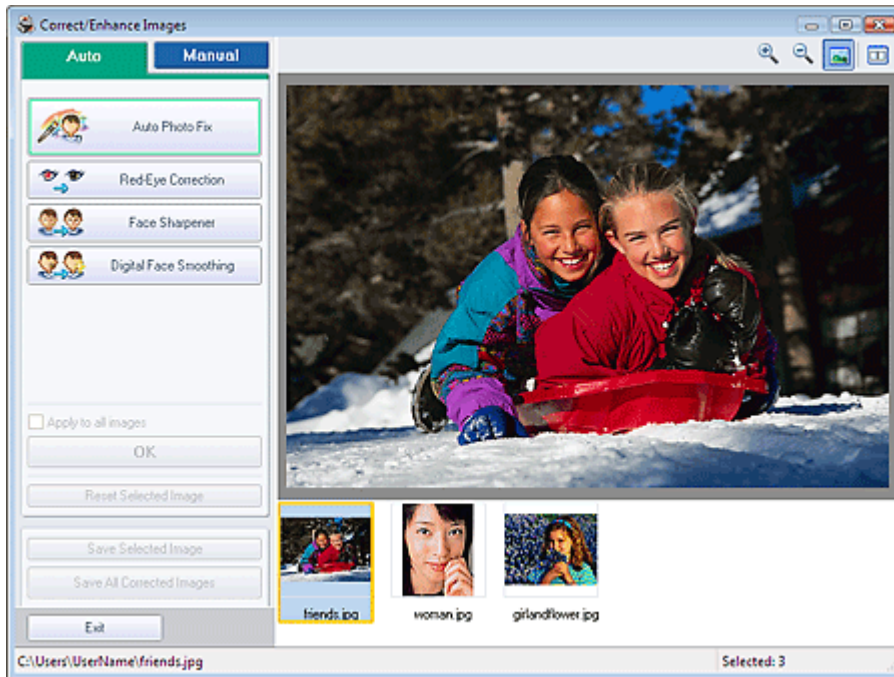 Correct/Enhance Images
Auto
Manual
Auto Photo Fix
Red-Eye Correction
Face Sharpener
Digital Face Smoothing
Apply to all images
OK
Reset Selected Image
Save Selected Image
Save All Corrected Images
Exit
friends.jpg
woman.jpg
girlandflower.jpg
C:\Users\UserName\friends.jpg
Selected: 3